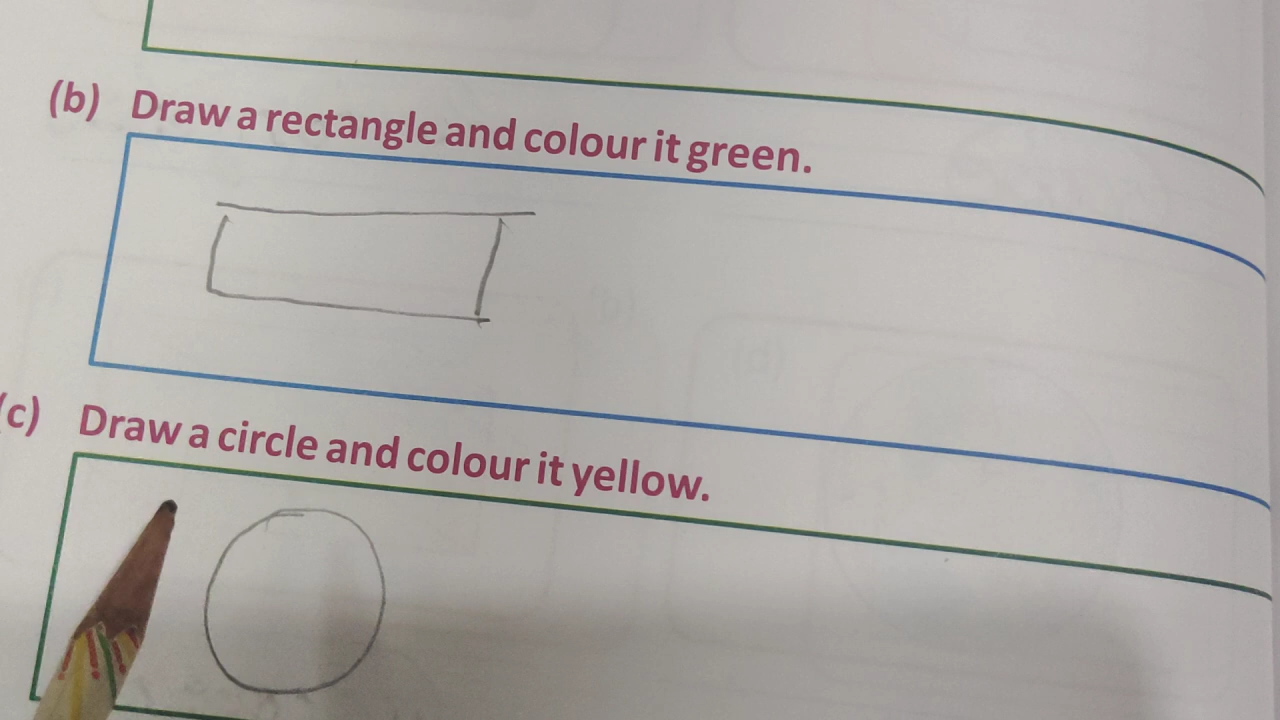 (b) Draw a rectangle and colour it green.
(c) Draw a circle and colour it yellow.